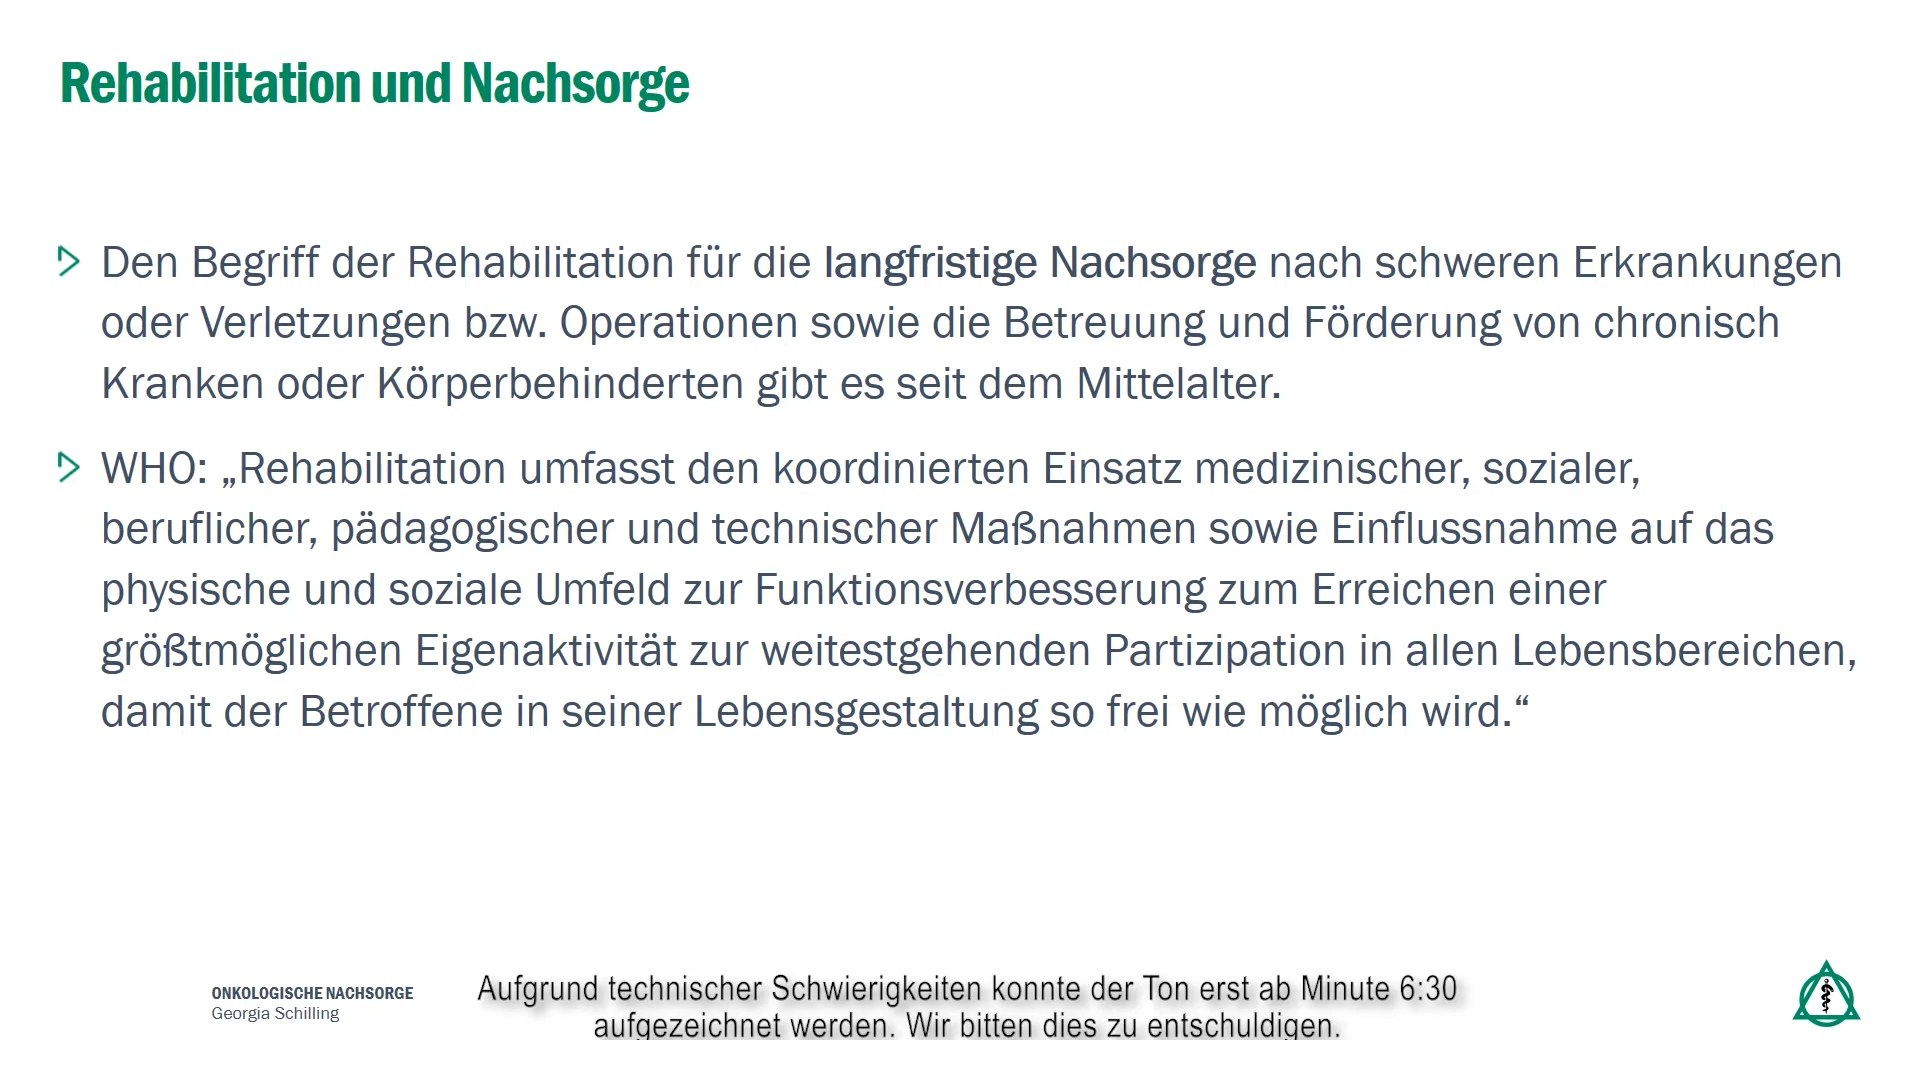 Rehabilitation und Nachsorge
Den Begriff der Rehabilitation für die langfristige Nachsorge nach schweren Erkrankungen
oder Verletzungen bzw. Operationen sowie die Betreuung und Förderung von chronisch
Kranken oder Körperbehinderten gibt es seit dem Mittelalter.
WHO: „Rehabilitation umfasst den koordinierten Einsatz medizinischer, sozialer,
beruflicher, pädagogischer und technischer Maßnahmen sowie Einflussnahme auf das
physische und soziale Umfeld zur Funktionsverbesserung zum Erreichen einer
größtmöglichen Eigenaktivität zur weitestgehenden Partizipation in allen Lebensbereichen,
damit der Betroffene in seiner Lebensgestaltung so frei wie möglich wird.“
ONKOLOGISCHE NACHSORGE
Georgia Schilling
Aufgrund technischer Schwierigkeiten konnte der Ton erst ab Minute 6:30
aufgezeichnet werden. Wir bitten dies zu entschuldigen.